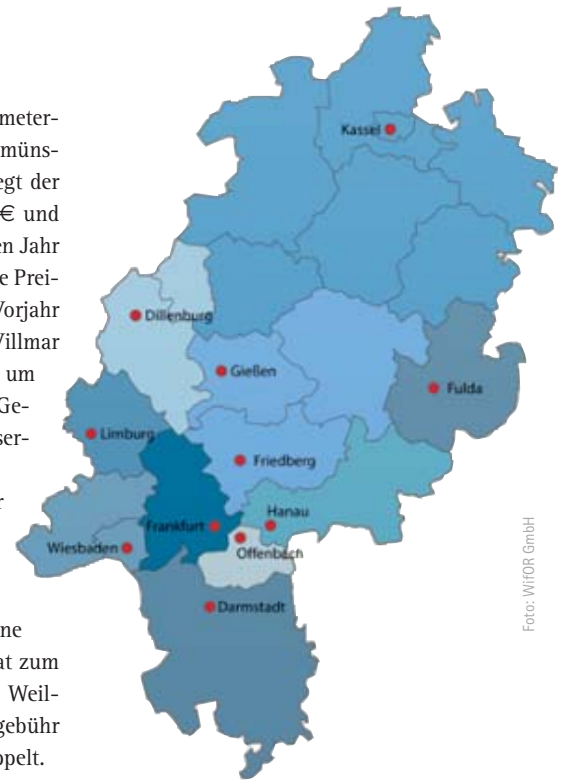 meter-
müns-
egt der
€ und
en Jahr
e Prei-
Vorjahr
Villmar
um
Ge-
ser-
r
ne
at zum
Weil-
gebühr
ppelt.
Kassel
Dillenburg
Gießen
Fulda
Limburg
Friedberg
Hanau
Frankfurt
Wiesbaden
Offenbach
Darmstadt
Foto: WifOR GmbH